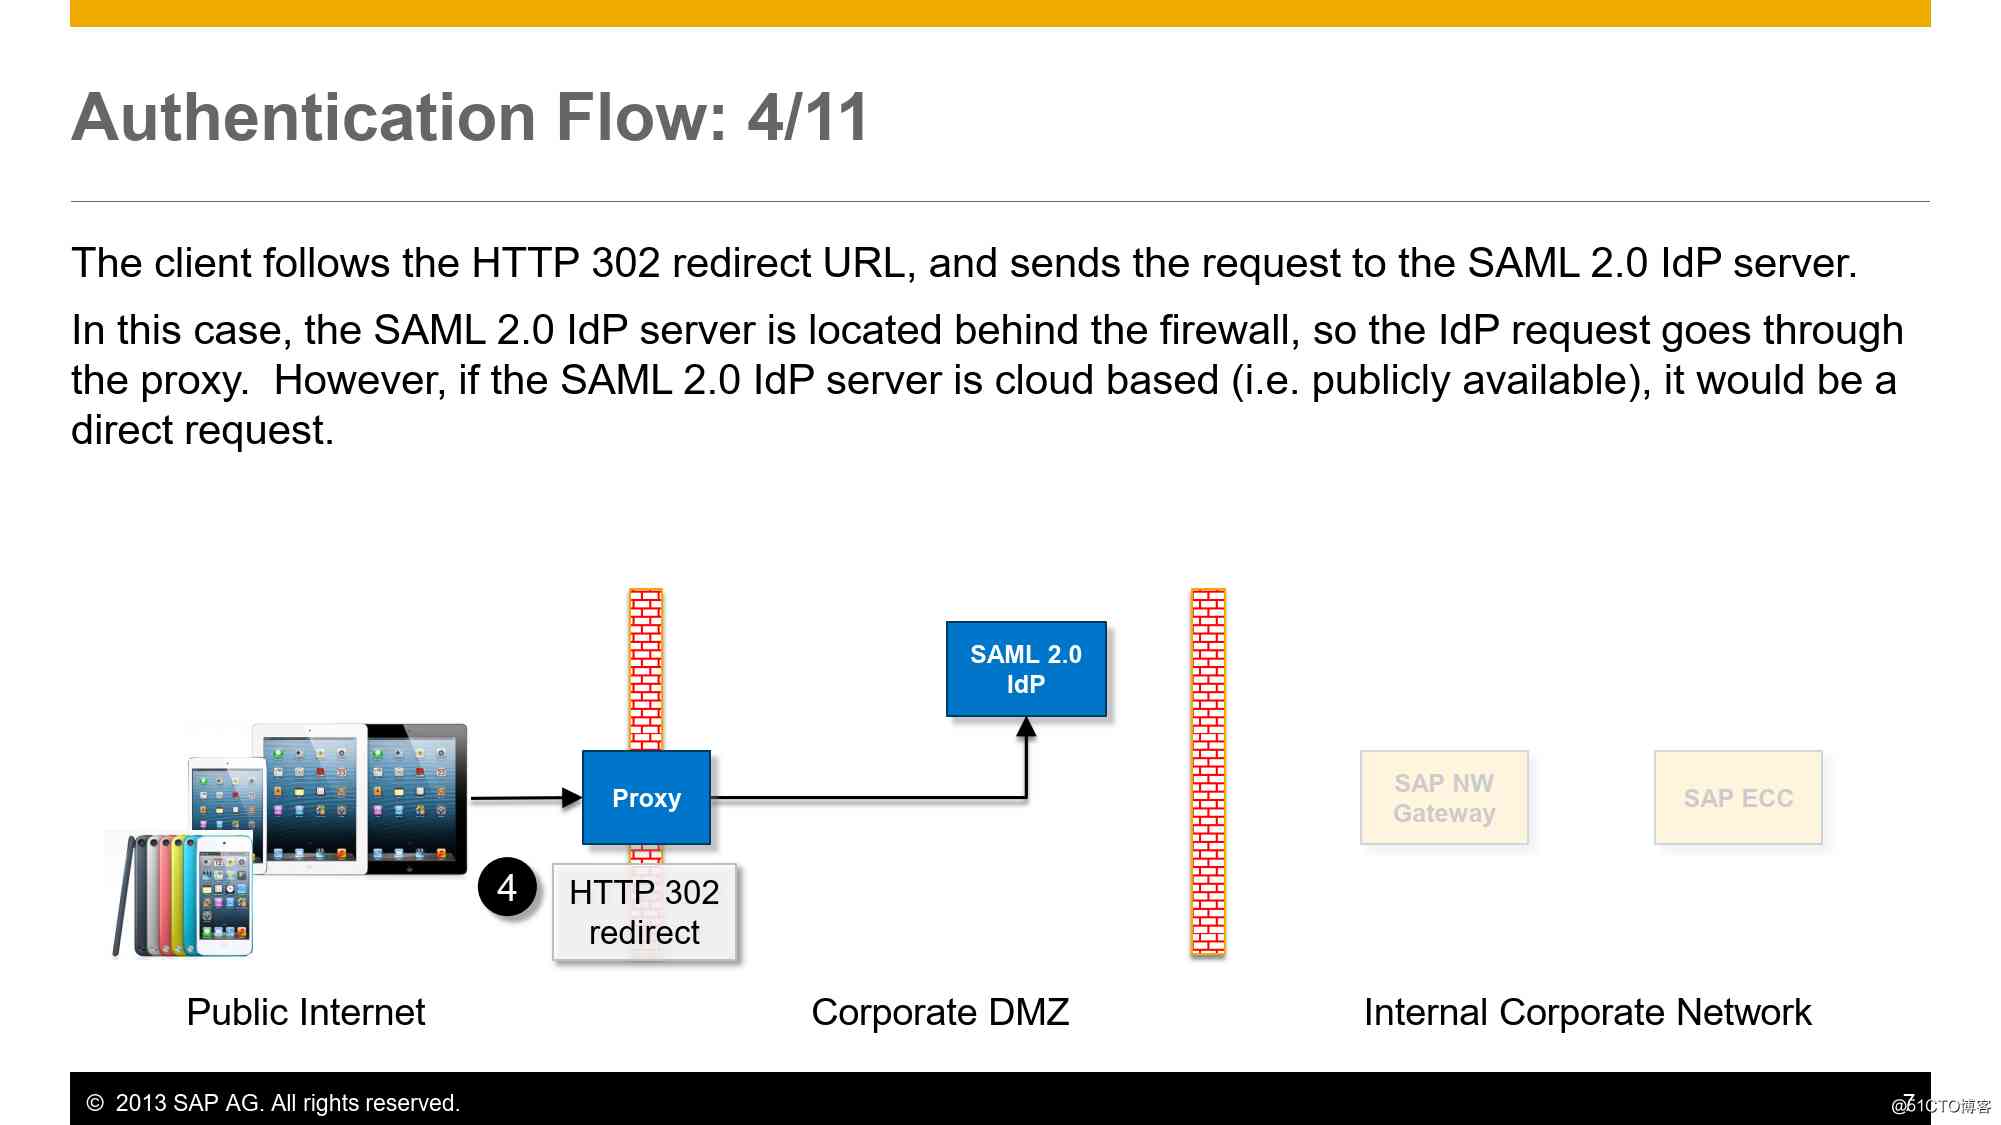 Authentication Flow: 4/11
The client follows the HTTP 302 redirect URL, and sends the request to the SAML 2.0 IdP server.
In this case, the SAML 2.0 IdP server is located behind the firewall, so the IdP request goes through
the proxy.  However, if the SAML 2.0 IdP server is cloud based (i.e. publicly available), it would be a
direct request.
SAML 2.0
IdP
Proxy
SAP NW
Gateway
SAP ECC
4
HTTP 302
redirect
Public Internet
Corporate DMZ
Internal Corporate Network
© 2013 SAP AG. All rights reserved.
7
@51CTO博客